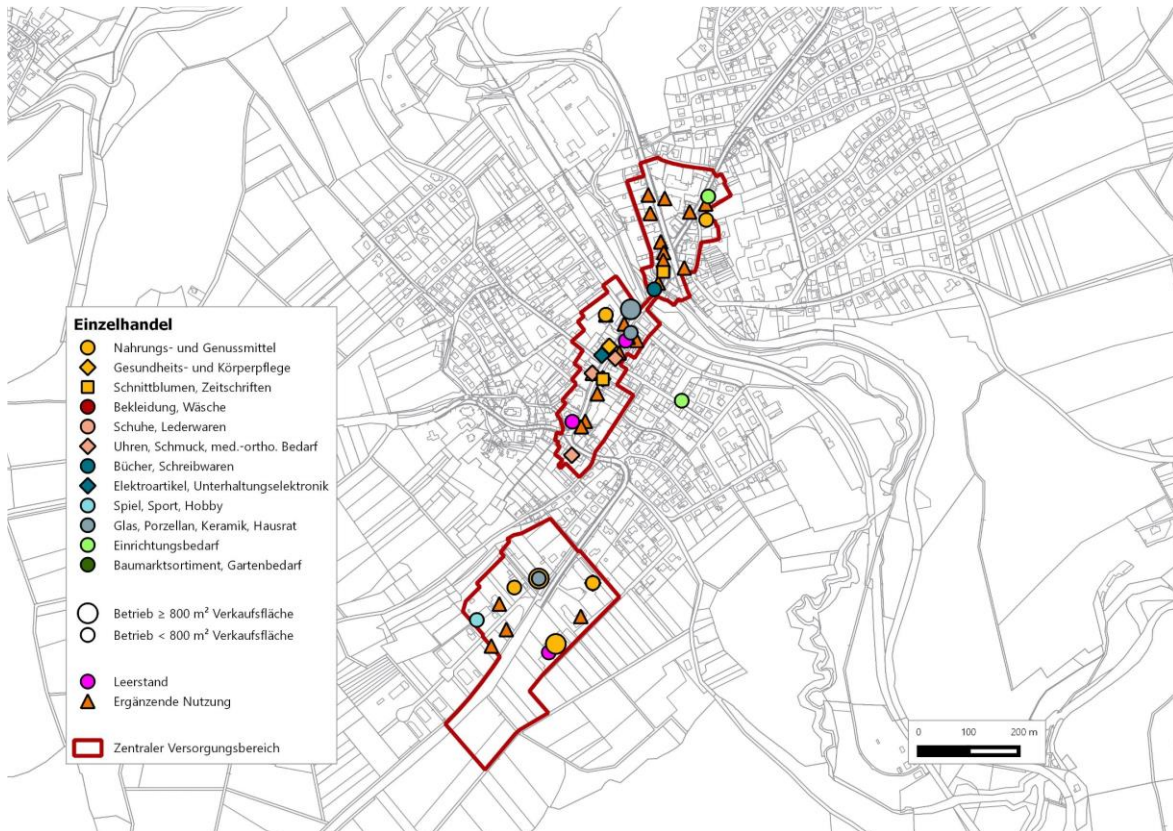 Einzelhandel
Nahrungs- und Genussmittel
Gesundheits- und Körperpflege
Schnittblumen, Zeitschriften
Bekleidung, Wäsche
Schuhe, Lederwaren
Uhren, Schmuck, med.-ortho. Bedarf
Bücher, Schreibwaren
Elektroartikel, Unterhaltungselektronik
Spiel, Sport, Hobby
Glas, Porzellan, Keramik, Hausrat
Einrichtungsbedarf
Baumarktsortiment, Gartenbedarf
Betrieb ≥ 800 m² Verkaufsfläche
Betrieb < 800 m² Verkaufsfläche
Leerstand
Ergänzende Nutzung
Zentraler Versorgungsbereich
0 100 200 m